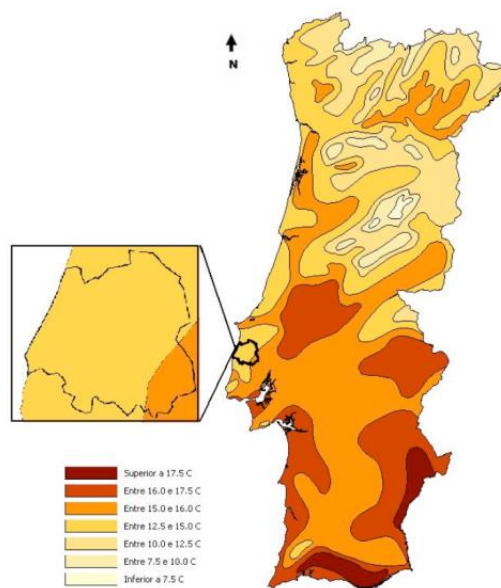 N
Superior a 17.5 C
Entre 16.0 e 17.5 C
Entre 15.0 e 16.0 C
Entre 12.5 e 15.0 C
Entre 10.0 e 12.5 C
Entre 7.5 e 10.0 C
Inferior a 7.5 C